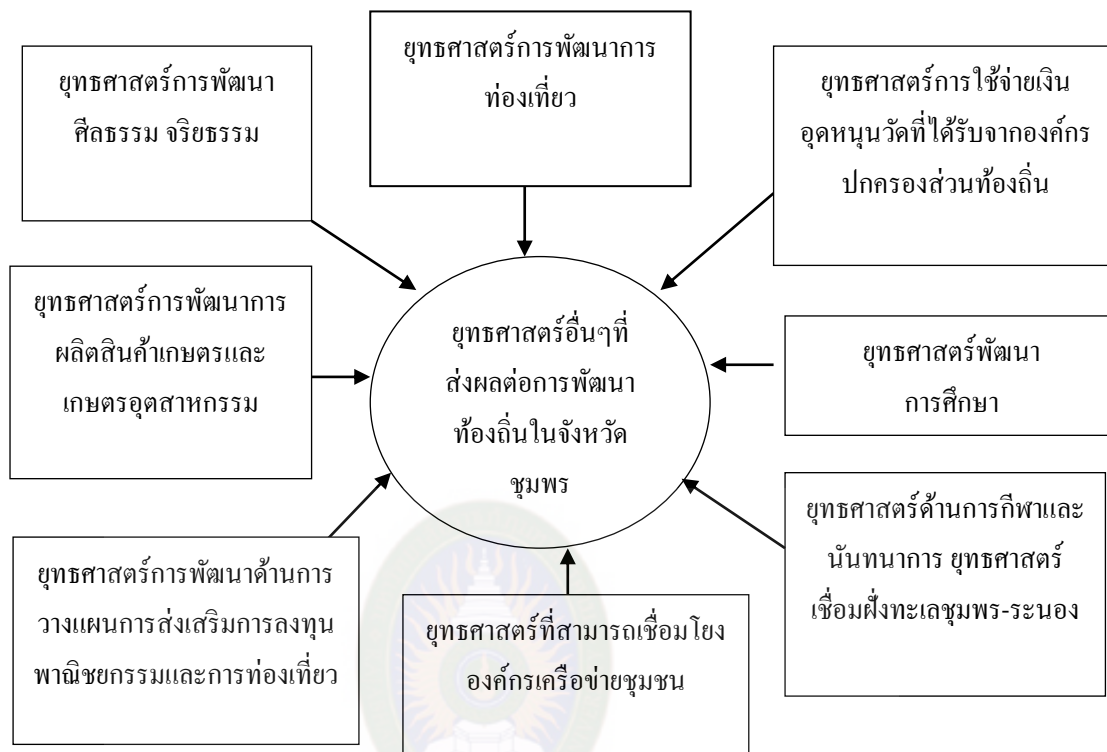 ยุทธศาสตร์การพัฒนา
ศีลธรรม จริยธรรม
ยุทธศาสตร์การพัฒนาการ
ท่องเที่ยว
ยุทธศาสตร์การใช้จ่ายเงิน
อุดหนุนวัดที่ได้รับจากองค์กร
ปกครองส่วนท้องถิ่น
ยุทธศาสตร์การพัฒนาการ
ผลิตสินค้าเกษตรและ
เกษตรอุตสาหกรรม
ยุทธศาสตร์อื่นๆที่
ส่งผลต่อการพัฒนา
ท้องถิ่นในจังหวัด
ชุมพร
ยุทธศาสตร์พัฒนา
การศึกษา
ยุทธศาสตร์การพัฒนาด้านการ
วางแผนการส่งเสริมการลงทุน
พาณิชยกรรมและการท่องเที่ยว
ยุทธศาสตร์ที่สามารถเชื่อมโยง
องค์กรเครือข่ายชุมชน
ยุทธศาสตร์ด้านการกีฬาและ
นันทนาการ ยุทธศาสตร์
เชื่อมฝั่งทะเลชุมพร-ระนอง